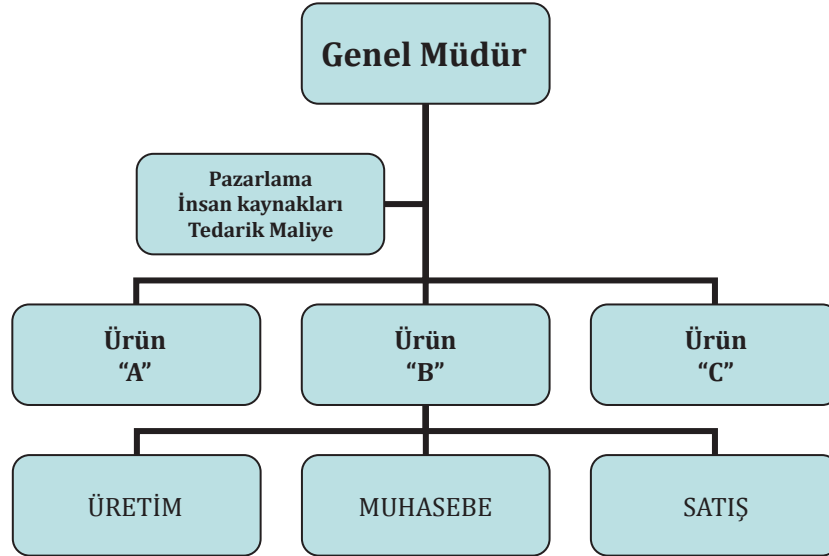 Genel Müdür
Pazarlama
İnsan kaynakları
Tedarik Maliye
Ürün
“A”
Ürün
“B”
Ürün
“C”
ÜRETİM
MUHASEBE
SATIŞ